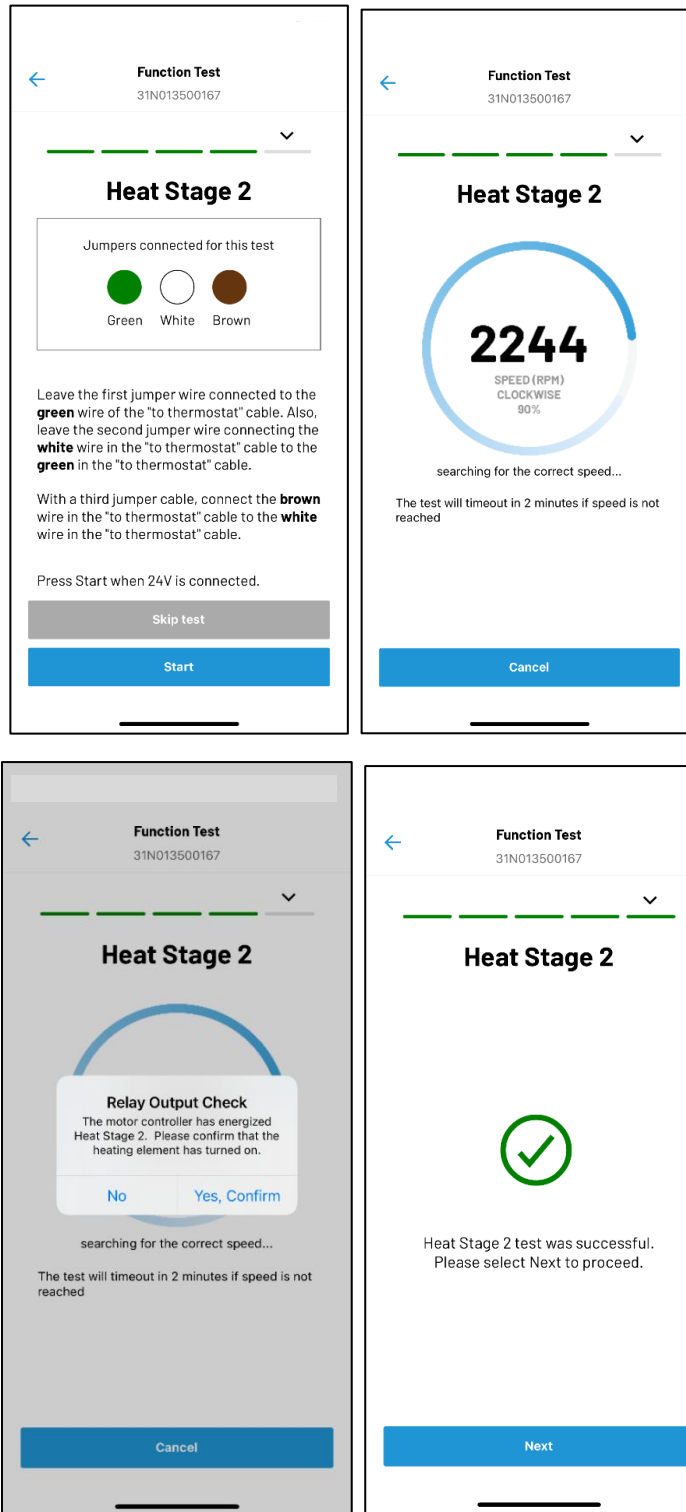 Function Test
31N013500167
Heat Stage 2
Jumpers connected for this test
Green White Brown
Leave the first jumper wire connected to the
green wire of the "to thermostat" cable. Also,
leave the second jumper wire connecting the
white wire in the "to thermostat" cable to the
green in the "to thermostat" cable.
With a third jumper cable, connect the brown
wire in the "to thermostat" cable to the white
wire in the "to thermostat" cable.
Press Start when 24V is connected.
Skip test
Start
Function Test
31N013500167
Heat Stage 2
2244
SPEED (RPM)
CLOCKWISE
90%
searching for the correct speed...
The test will timeout in 2 minutes if speed is not
reached
Cancel
Function Test
31N013500167
Heat Stage 2
Relay Output Check
The motor controller has energized
Heat Stage 2. Please confirm that the
heating element has turned on.
No Yes, Confirm
searching for the correct speed...
The test will timeout in 2 minutes if speed is not
reached
Cancel
Function Test
31N013500167
Heat Stage 2
Heat Stage 2 test was successful.
Please select Next to proceed.
Next